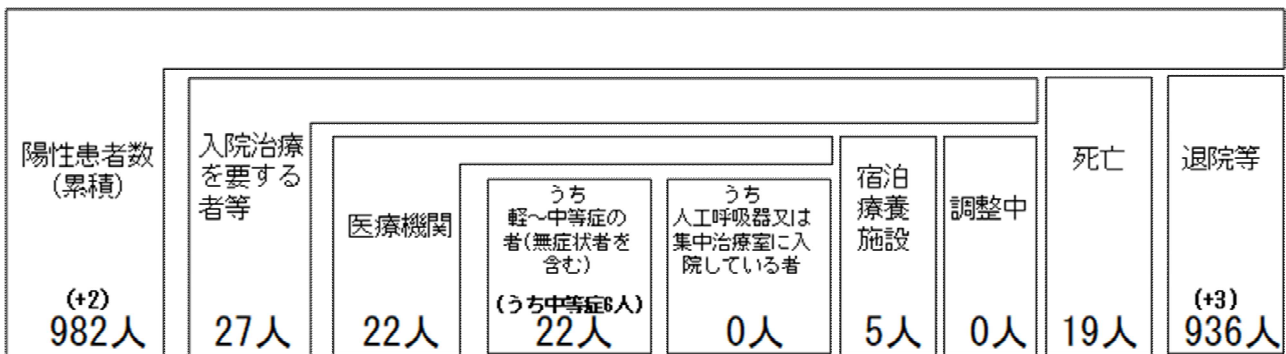 陽性患者数
(累積)
(+2)
982人
入院治療
を要する
者等
27人
医療機関
22人
うち
軽～中等症の
者(無症状者を
含む)
(うち中等症6人)
22人
うち
人工呼吸器又は
集中治療室に入
院している者
0人
宿泊
療養
施設
5人
調整中
0人
死亡
19人
退院等
(+3)
936人